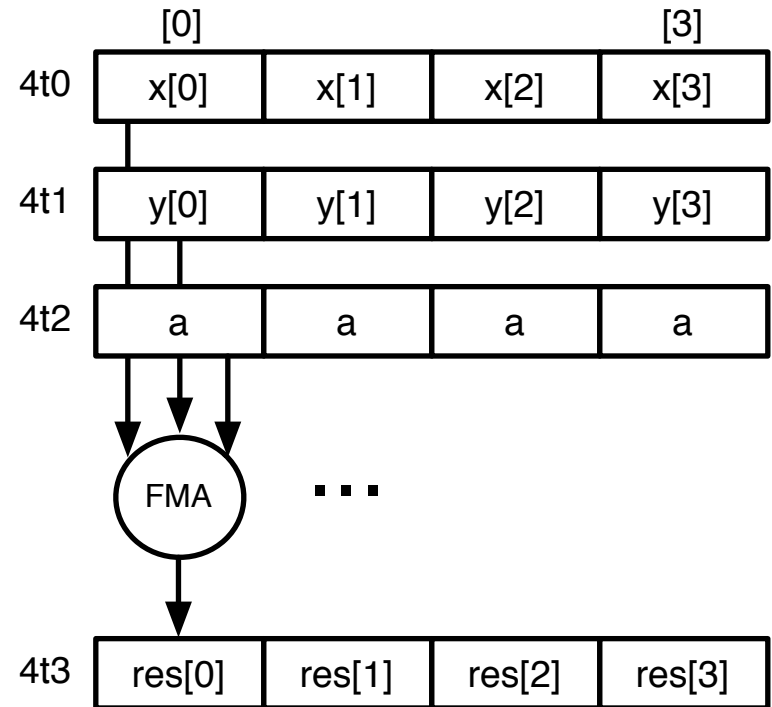 [0] [3]
4t0 x[0] x[1] x[2] x[3]
4t1 y[0] y[1] y[2] y[3]
4t2 a a a a
FMA ...
4t3 res[0] res[1] res[2] res[3]